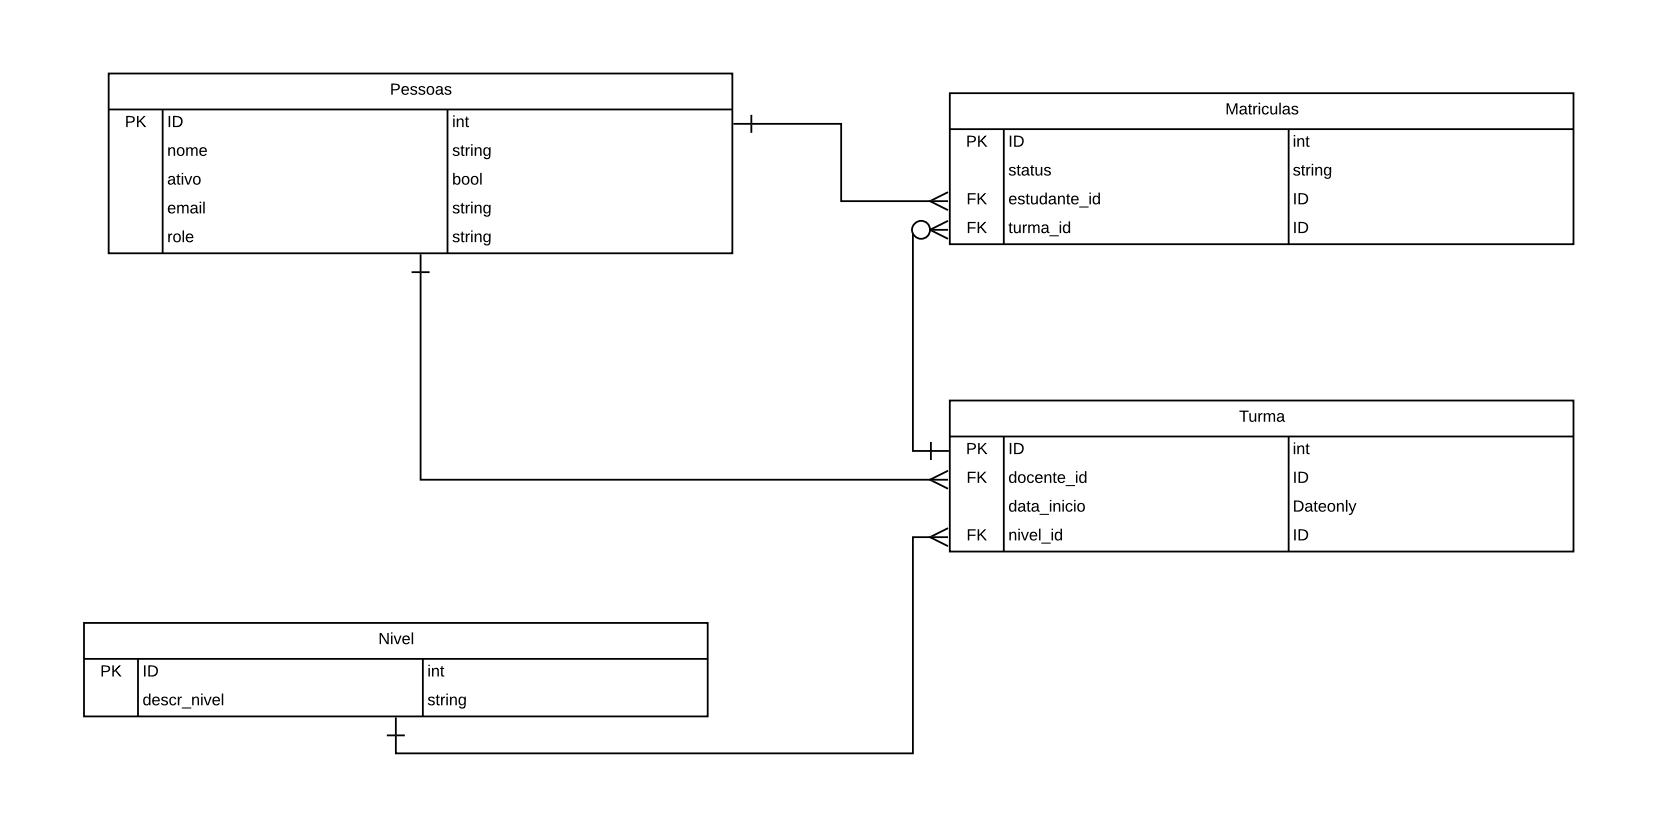 Pessoas
PK ID int
nome string
ativo bool
email string
role string
Matriculas
PK ID int
status string
FK estudante_id ID
FK turma_id ID
Turma
PK ID int
FK docente_id ID
data_inicio Dateonly
FK nivel_id ID
Nivel
PK ID int
descr_nivel string